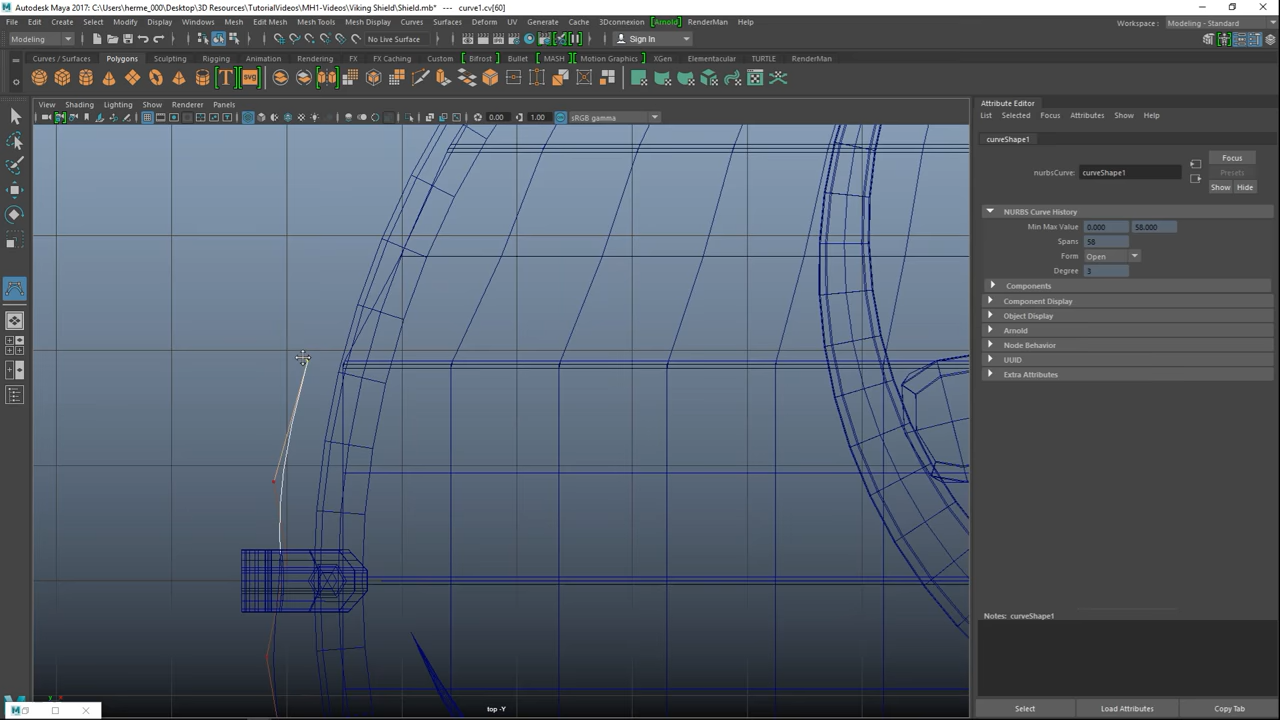 Autodesk Maya 2017: C:\Users\herme_000\Desktop\3D Resources\TutorialVideos\MH1-Videos\Viking Shield\Shield.mb*   ---   curve1.cv[60]
File Edit Create Select Modify Display Windows Mesh Edit Mesh Mesh Tools Mesh Display Curves Surfaces Deform UV Generate Cache 3Dconnexion Arnold RenderMan Help
Workspace: Modeling - Standard
Modeling No Live Surface Sign In
Curves / Surfaces Polygons Sculpting Rigging Animation Rendering FX FX Caching Custom Bifrost Bullet MASH Motion Graphics XGen Elementacular TURTLE RenderMan
T svg
View Shading Lighting Show Renderer Panels
0.00 1.00 sRGB gamma
top -Y
Attribute Editor
List Selected Focus Attributes Show Help
curveShape1
Focus
nurbsCurve: curveShape1 Presets
Show Hide
NURBS Curve History
Min Max Value 0.000 58.000
Spans 58
Form Open
Degree 3
Components
Component Display
Object Display
Arnold
Node Behavior
UUID
Extra Attributes
Notes: curveShape1
Select Load Attributes Copy Tab